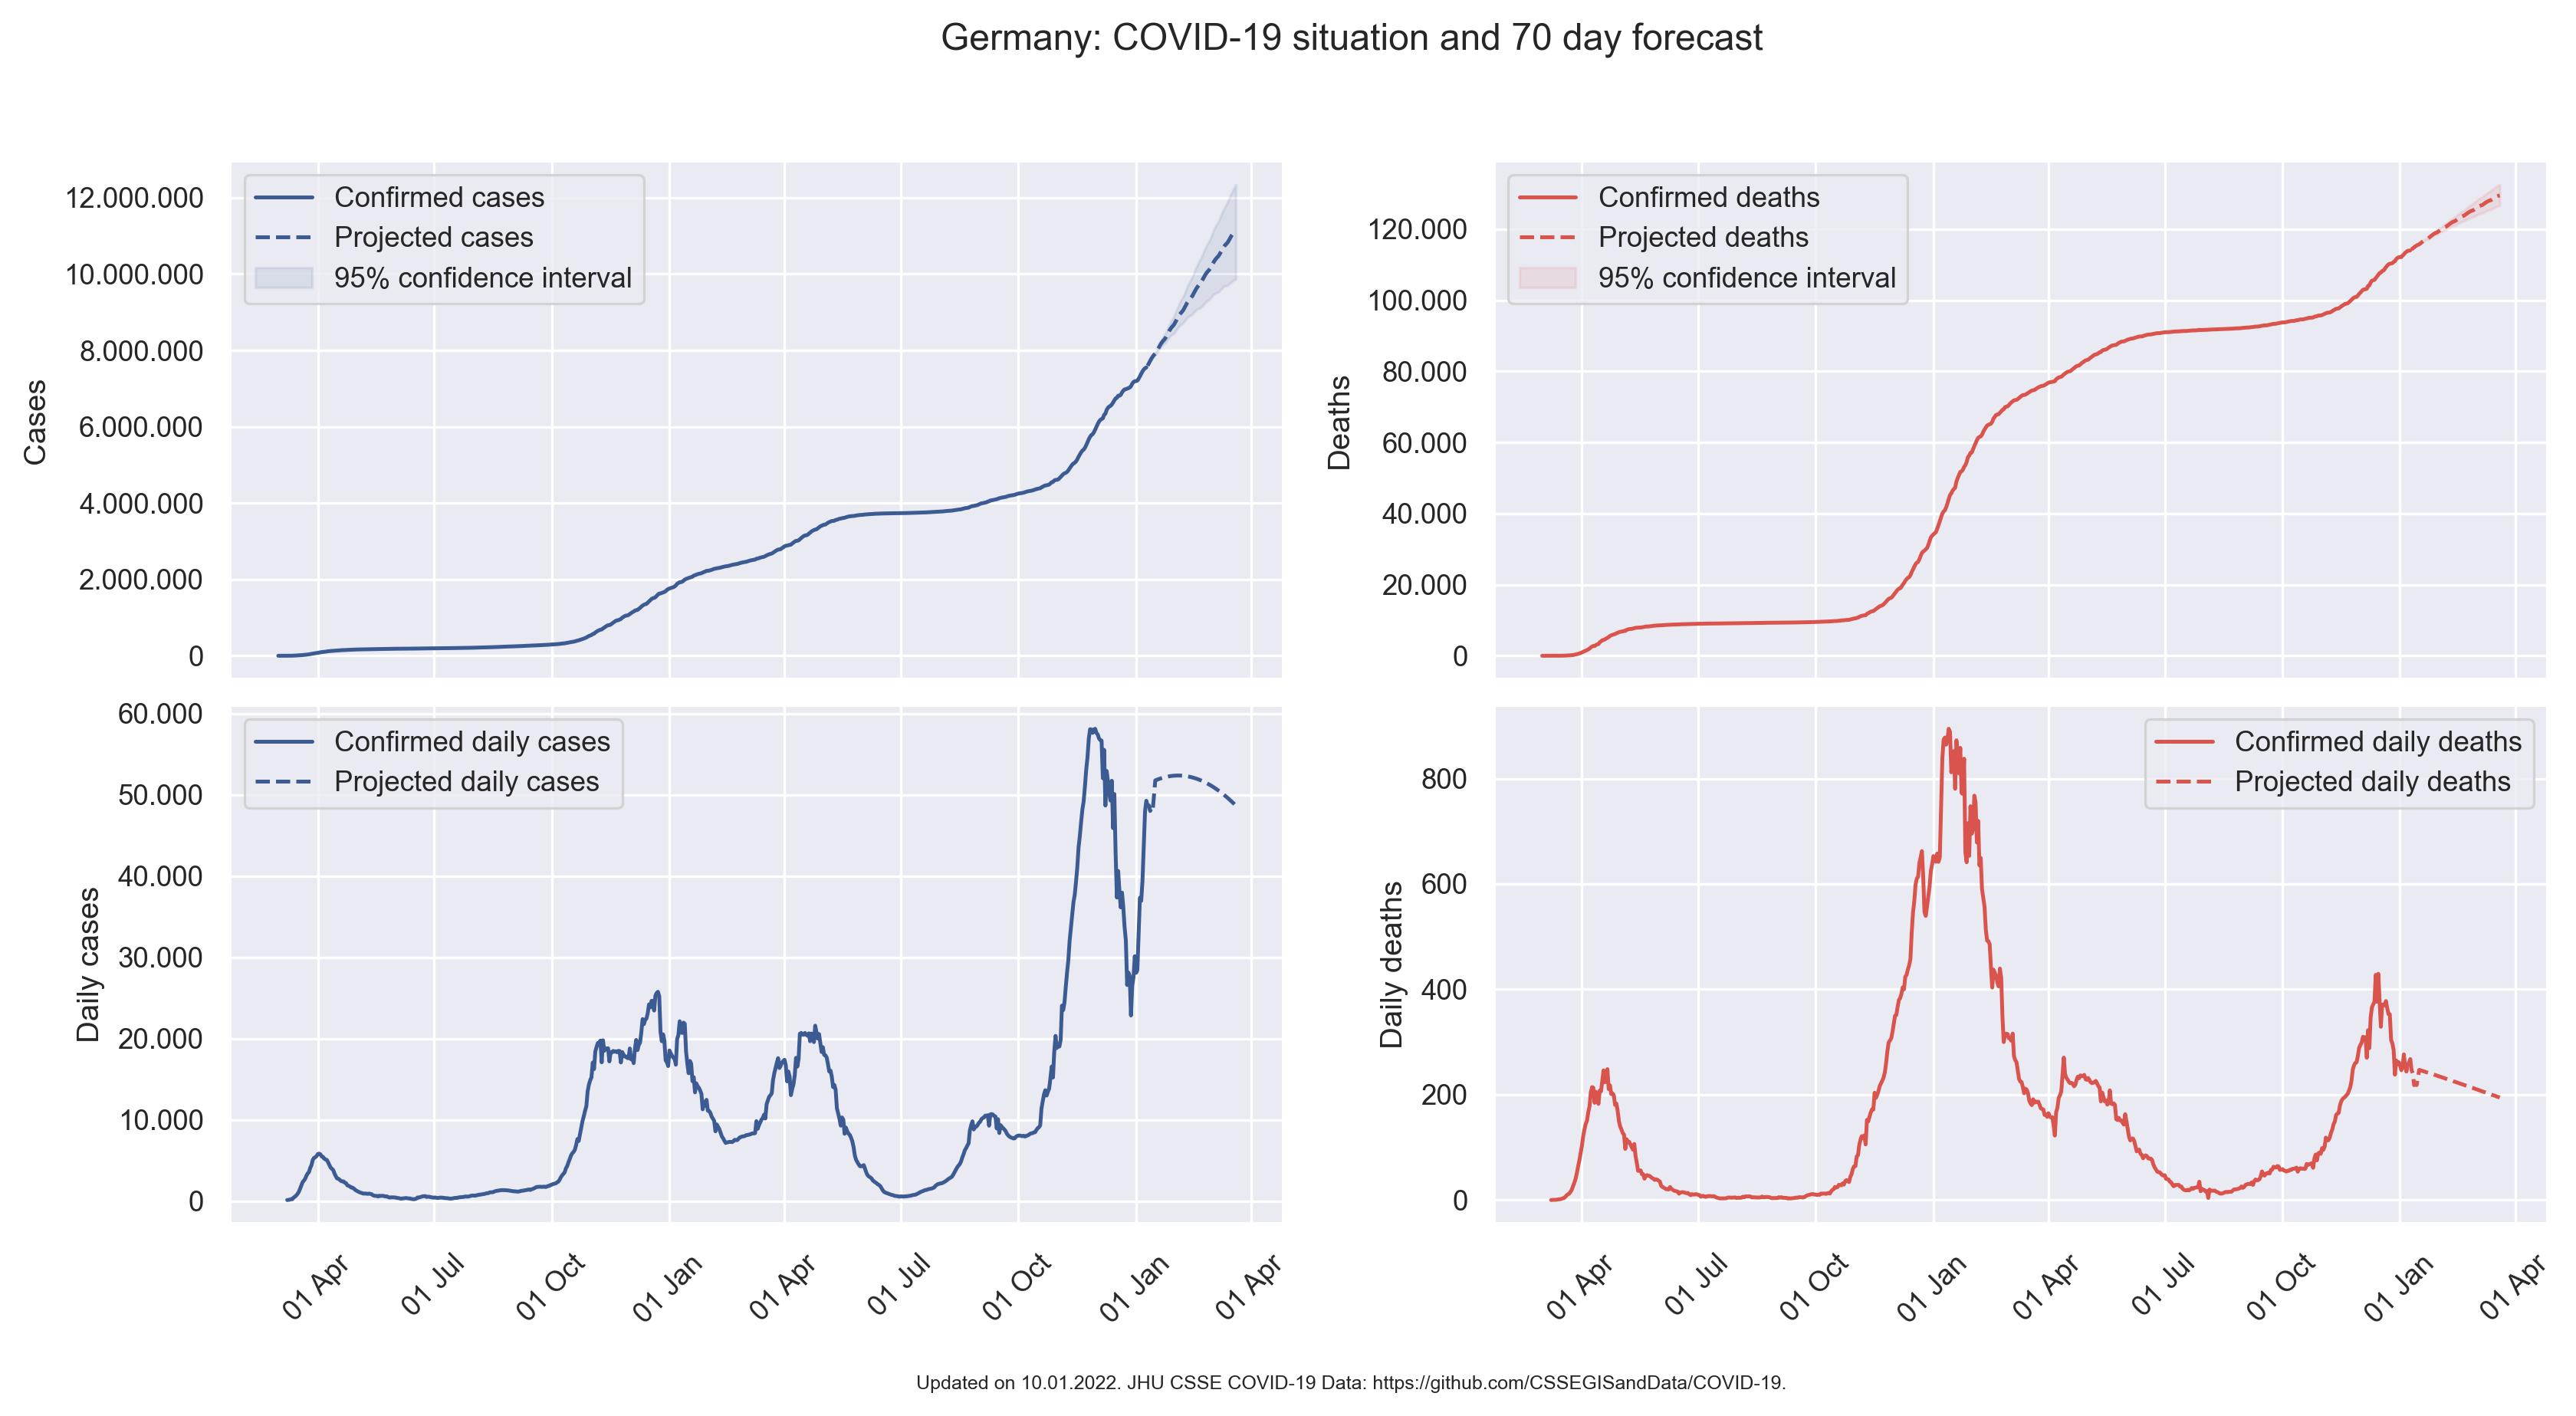 Germany: COVID-19 situation and 70 day forecast
Confirmed cases
Projected cases
95% confidence interval
12.000.000
10.000.000
8.000.000
6.000.000
4.000.000
2.000.000
0
Cases
Confirmed deaths
Projected deaths
95% confidence interval
120.000
100.000
80.000
60.000
40.000
20.000
0
Deaths
Confirmed daily cases
Projected daily cases
60.000
50.000
40.000
30.000
20.000
10.000
0
Daily cases
01 Apr
01 Jul
01 Oct
01 Jan
01 Apr
01 Jul
01 Oct
01 Jan
01 Apr
Confirmed daily deaths
Projected daily deaths
800
600
400
200
0
Daily deaths
01 Apr
01 Jul
01 Oct
01 Jan
01 Apr
01 Jul
01 Oct
01 Jan
01 Apr
Updated on 10.01.2022. JHU CSSE COVID-19 Data: https://github.com/CSSEGISandData/COVID-19.